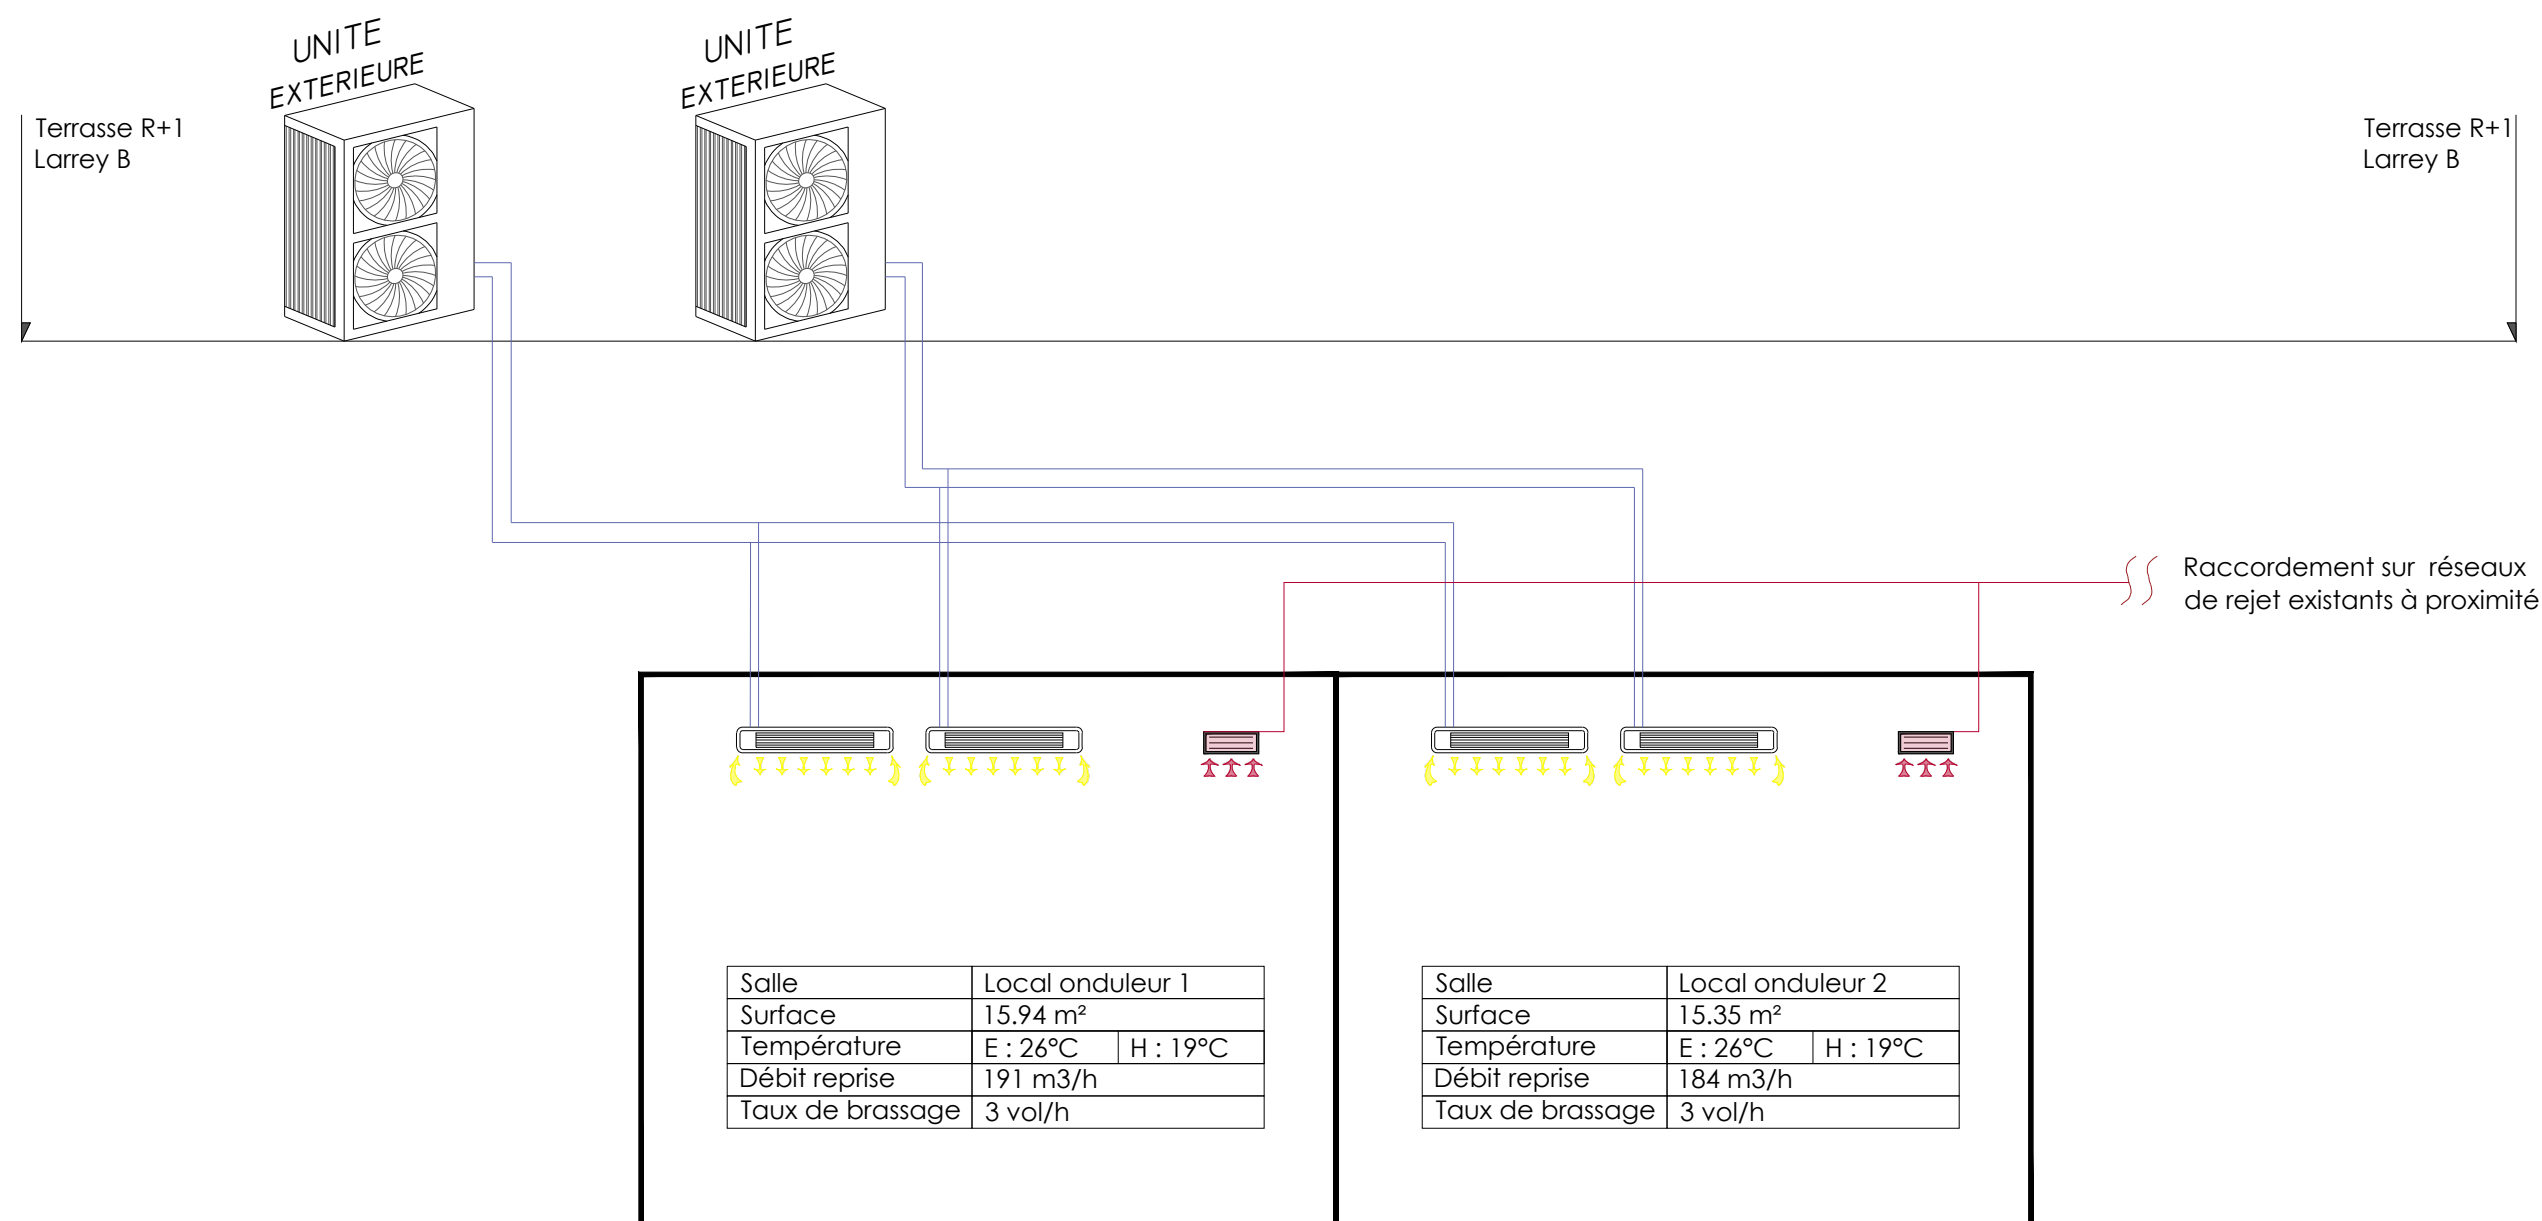 UNITE
EXTERIEURE
UNITE
EXTERIEURE
Terrasse R+1
Larrey B
Terrasse R+1
Larrey B
Raccordement sur réseaux
de rejet existants à proximité
Salle Local onduleur 1
Surface 15.94 m²
Température E : 26°C H : 19°C
Débit reprise 191 m3/h
Taux de brassage 3 vol/h
Salle Local onduleur 2
Surface 15.35 m²
Température E : 26°C H : 19°C
Débit reprise 184 m3/h
Taux de brassage 3 vol/h